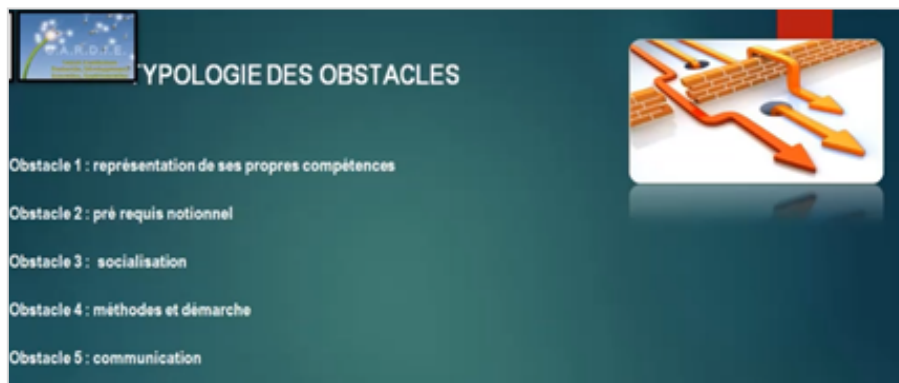 C.A.R.D.I.E.
TYPOLOGIE DES OBSTACLES
Obstacle 1 : représentation de ses propres compétences
Obstacle 2 : pré requis notionnel
Obstacle 3 : socialisation
Obstacle 4 : méthodes et démarche
Obstacle 5 : communication